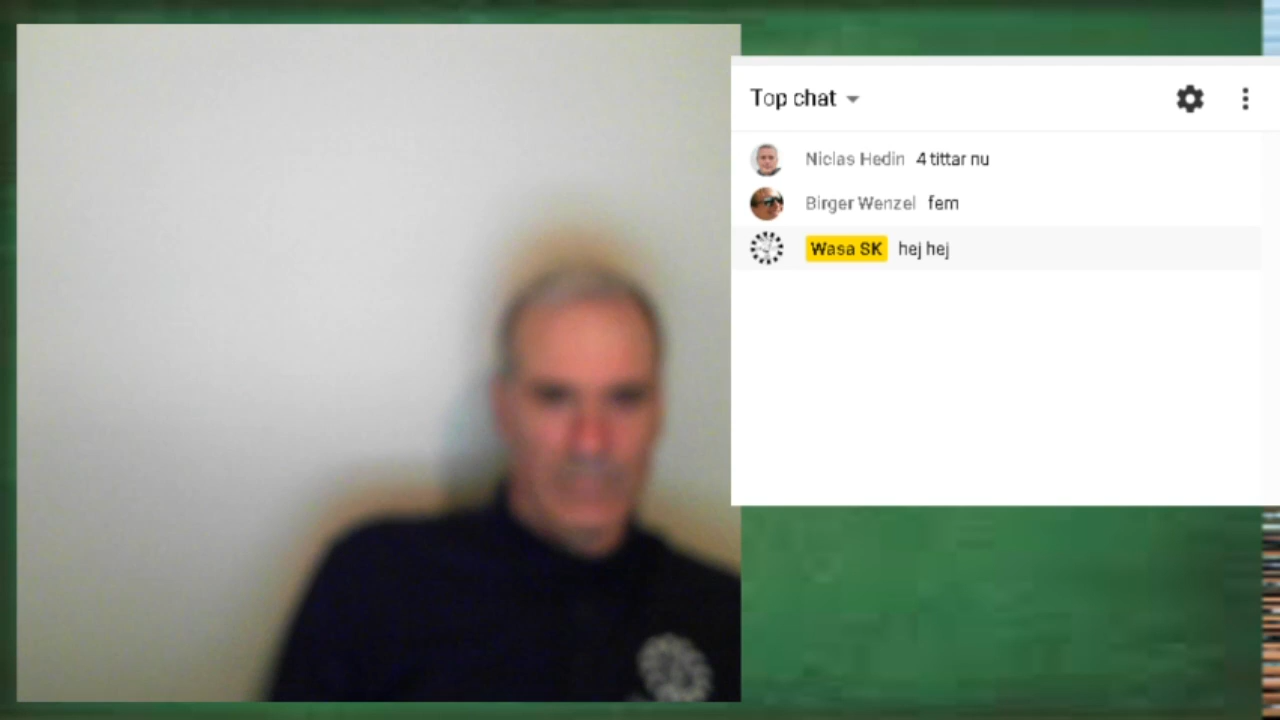 Top chat
Niclas Hedin 4 tittar nu
Birger Wenzel fem
Wasa SK hej hej